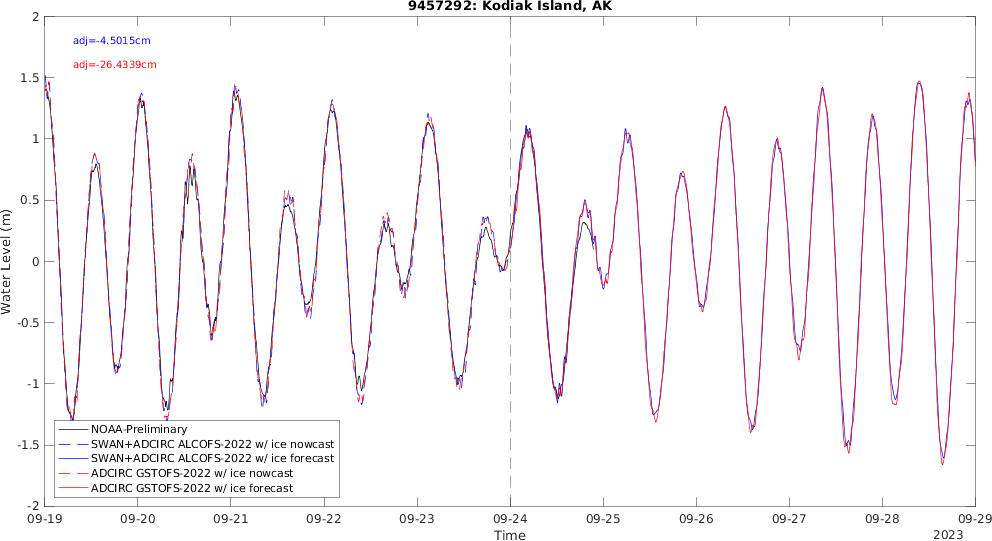 9457292: Kodiak Island, AK
adj=-4.5015cm
adj=-26.4339cm
Water Level (m)
2
1.5
1
0.5
0
-0.5
-1
-1.5
-2
NOAA-Preliminary
SWAN+ADCIRC ALCOFS-2022 w/ ice nowcast
SWAN+ADCIRC ALCOFS-2022 w/ ice forecast
ADCIRC GSTOFS-2022 w/ ice nowcast
ADCIRC GSTOFS-2022 w/ ice forecast
09-19 09-20 09-21 09-22 09-23 09-24 09-25 09-26 09-27 09-28 09-29
Time
2023